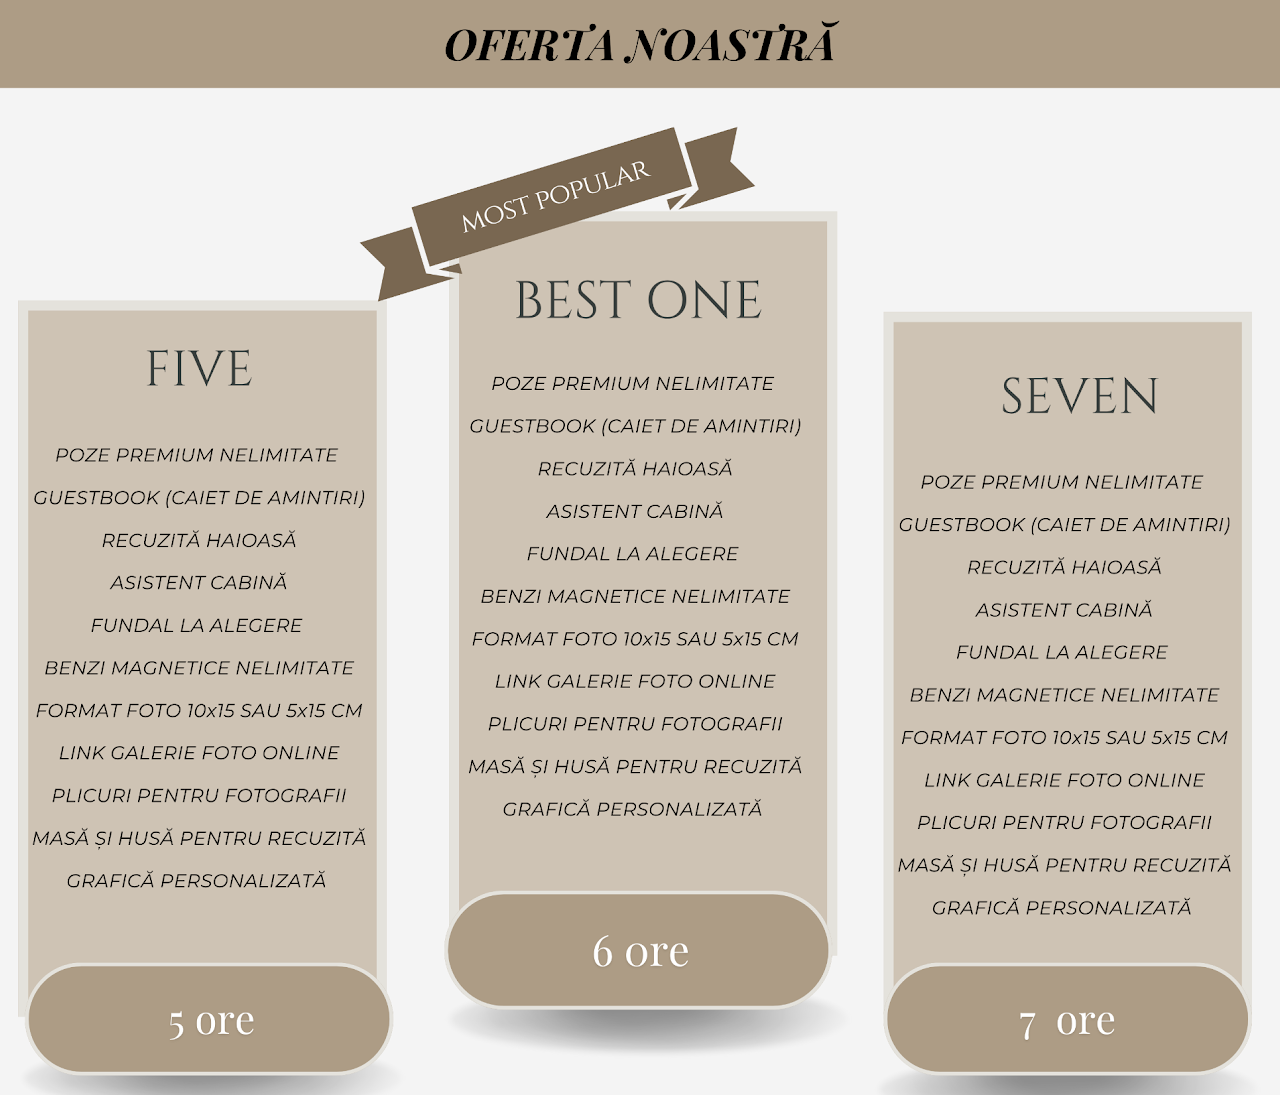 OFERTA NOASTRĂ
MOST POPULAR
FIVE
POZE PREMIUM NELIMITATE
GUESTBOOK (CAIET DE AMINTIRI)
RECUZITĂ HAIOASĂ
ASISTENT CABINĂ
FUNDAL LA ALEGERE
BENZI MAGNETICE NELIMITATE
FORMAT FOTO 10x15 SAU 5x15 CM
LINK GALERIE FOTO ONLINE
PLICURI PENTRU FOTOGRAFII
MASĂ ȘI HUSĂ PENTRU RECUZITĂ
GRAFICĂ PERSONALIZATĂ
5 ore
BEST ONE
POZE PREMIUM NELIMITATE
GUESTBOOK (CAIET DE AMINTIRI)
RECUZITĂ HAIOASĂ
ASISTENT CABINĂ
FUNDAL LA ALEGERE
BENZI MAGNETICE NELIMITATE
FORMAT FOTO 10x15 SAU 5x15 CM
LINK GALERIE FOTO ONLINE
PLICURI PENTRU FOTOGRAFII
MASĂ ȘI HUSĂ PENTRU RECUZITĂ
GRAFICĂ PERSONALIZATĂ
6 ore
SEVEN
POZE PREMIUM NELIMITATE
GUESTBOOK (CAIET DE AMINTIRI)
RECUZITĂ HAIOASĂ
ASISTENT CABINĂ
FUNDAL LA ALEGERE
BENZI MAGNETICE NELIMITATE
FORMAT FOTO 10x15 SAU 5x15 CM
LINK GALERIE FOTO ONLINE
PLICURI PENTRU FOTOGRAFII
MASĂ ȘI HUSĂ PENTRU RECUZITĂ
GRAFICĂ PERSONALIZATĂ
7 ore